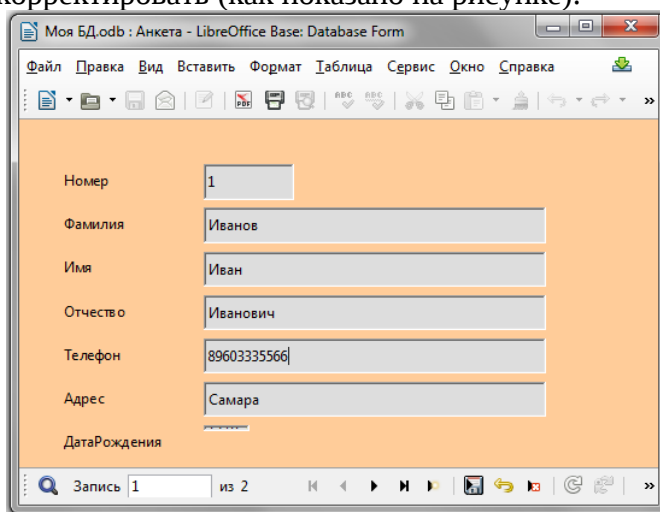 корректировать (как показано на рисунке).
Моя БД.odb : Анкета - LibreOffice Base: Database Form
Файл Правка Вид Вставить Формат Таблица Сервис Окно Справка
Номер 1
Фамилия Иванов
Имя Иван
Отчество Иванович
Телефон 89603335566
Адрес Самара
ДатаРождения
Запись 1 из 2